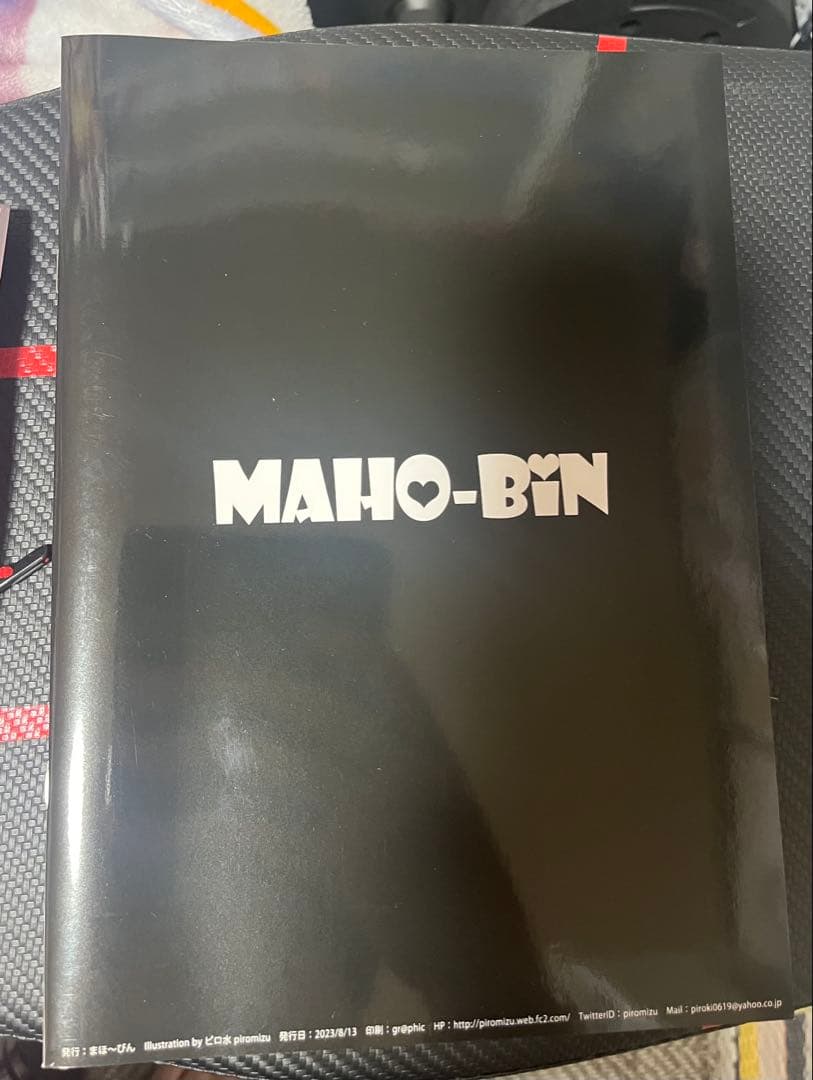 MAHO-BiN
発行：まほ～びん Illustration by ピロ水 piromizu 発行日：2023/8/13 印刷：gr@phic HP：http://piromizu.web.fc2.com/ TwitterID：piromizu Mail：piroki0619@yahoo.co.jp